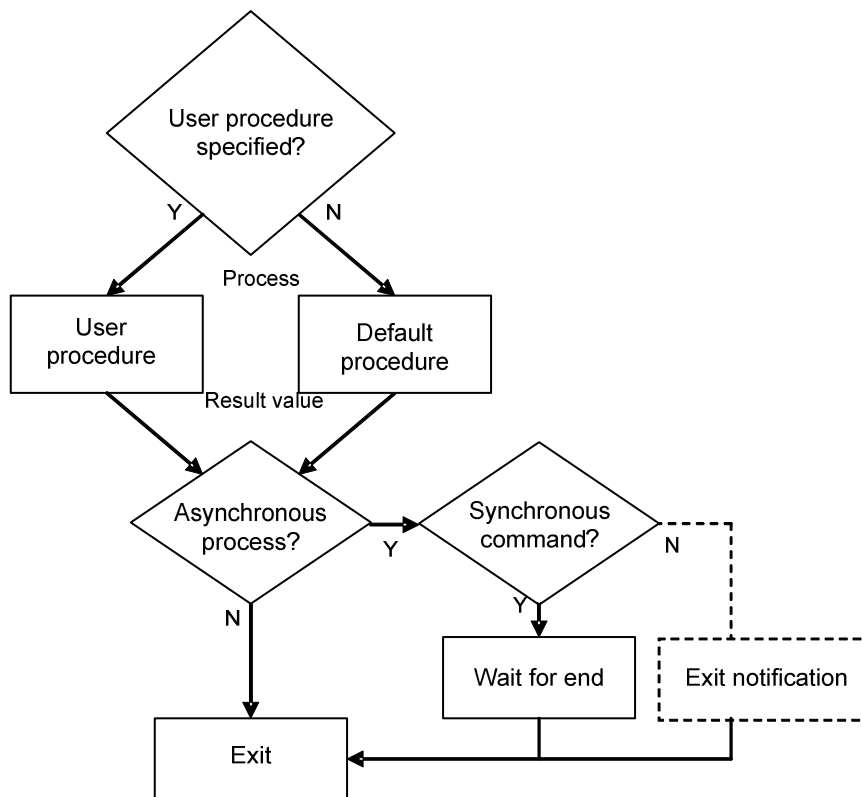 User procedure
specified?
Y
N
Process
User
procedure
Default
procedure
Result value
Asynchronous
process?
Y
Synchronous
command?
N
N
Y
Wait for end
Exit notification
Exit